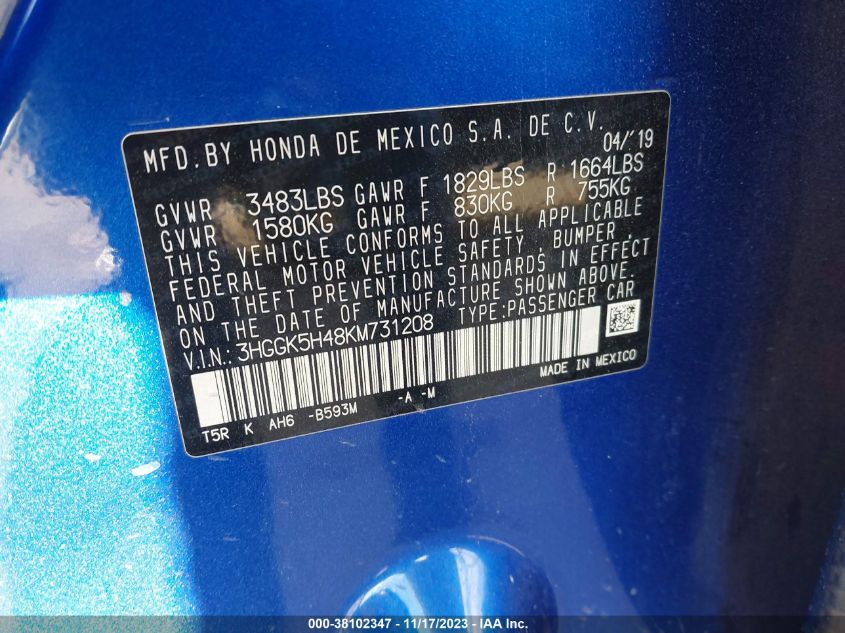 MFD.BY HONDA DE MEXICO S.A. DE C.V.
04/'19
GVWR 3483LBS GAWR F 1829LBS R 1664LBS
GVWR 1580KG GAWR F 830KG R 755KG
THIS VEHICLE CONFORMS TO ALL APPLICABLE
FEDERAL MOTOR VEHICLE SAFETY, BUMPER,
AND THEFT PREVENTION STANDARDS IN EFFECT
ON THE DATE OF MANUFACTURE SHOWN ABOVE.
V.IN.: 3HGGK5H48KM731208 TYPE:PASSENGER CAR
MADE IN MEXICO
T5R K AH6 -B593M -A -M
000-38102347 — 11/17/2023 — IAA Inc.